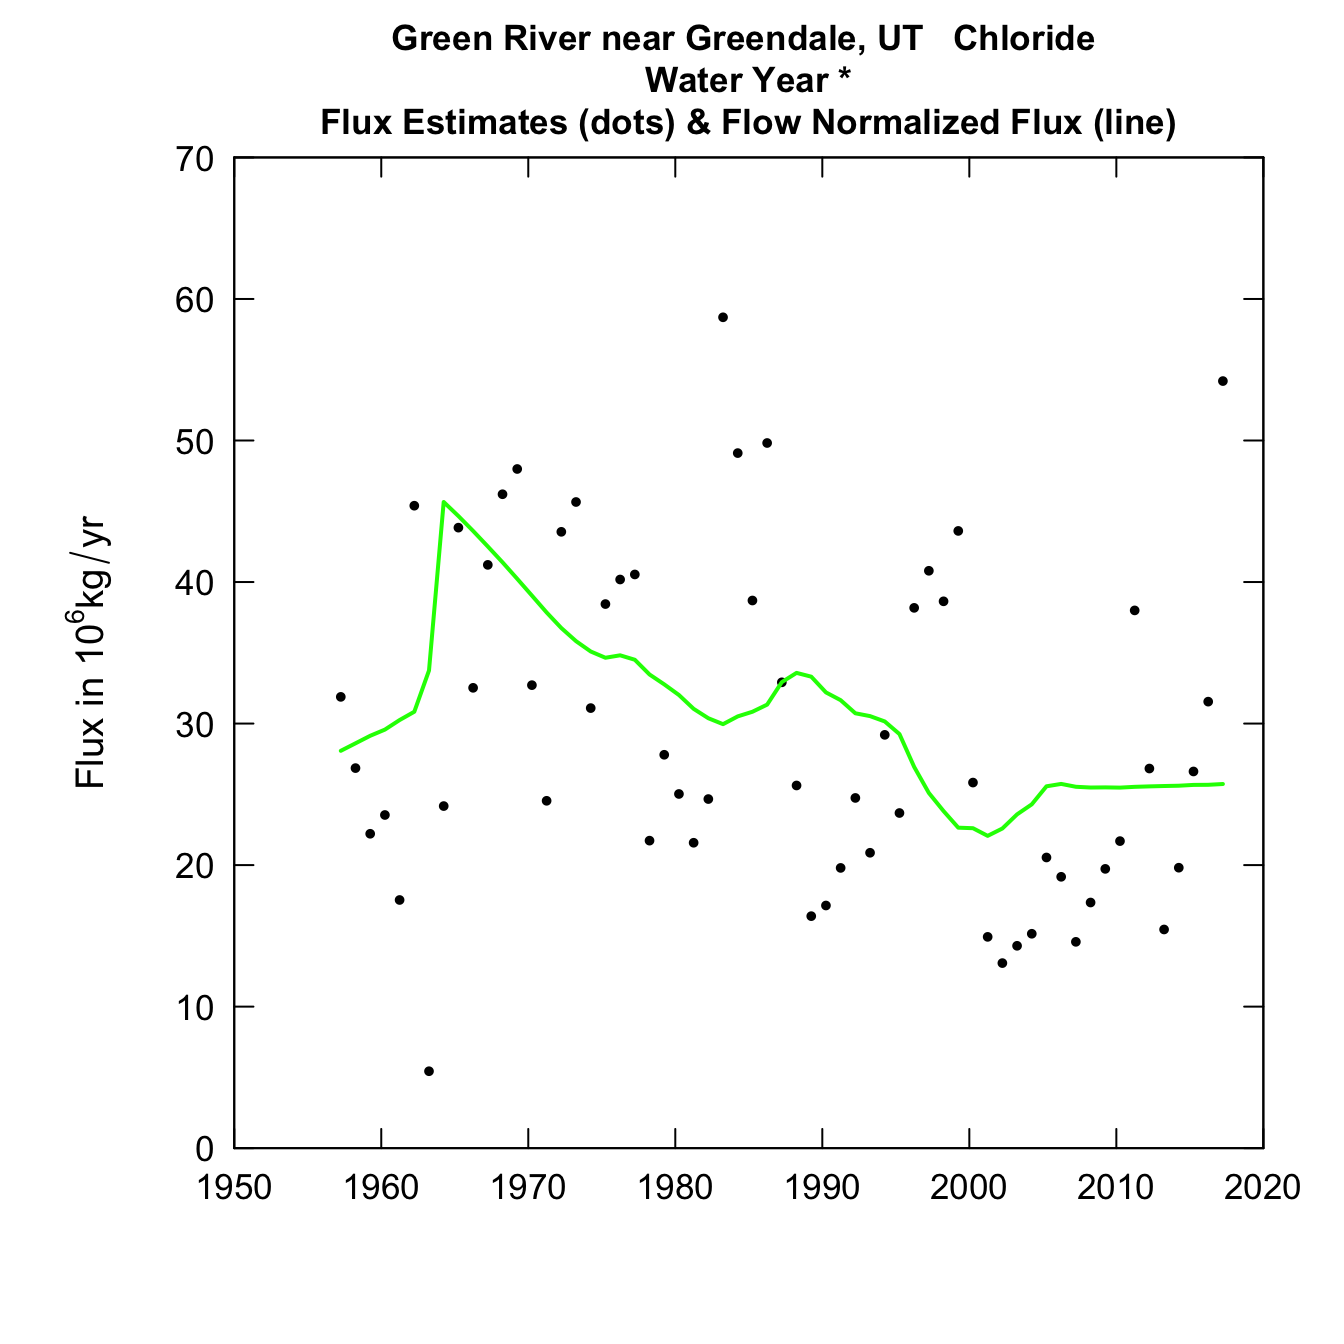 Green River near Greendale, UT   Chloride
Water Year *
Flux Estimates (dots) & Flow Normalized Flux (line)
70
60
50
40
30
20
10
0
Flux in 10⁶kg/yr
1950 1960 1970 1980 1990 2000 2010 2020